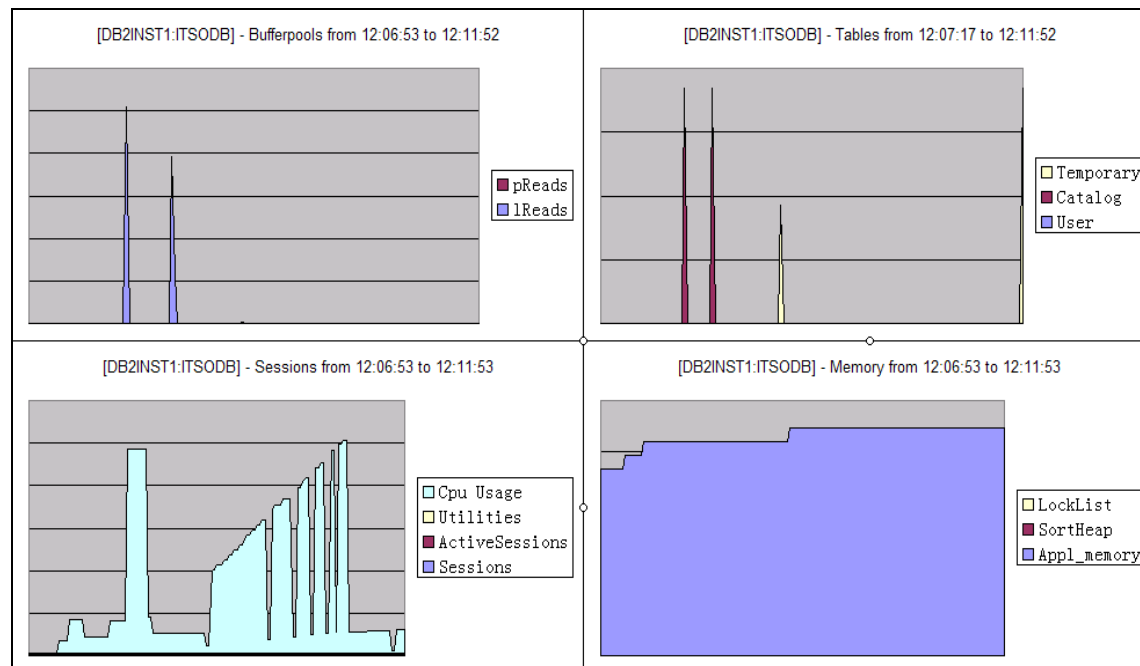 [DB2INST1:ITSODB] - Bufferpools from 12:06:53 to 12:11:52
pReads
lReads
[DB2INST1:ITSODB] - Tables from 12:07:17 to 12:11:52
Temporary
Catalog
User
[DB2INST1:ITSODB] - Sessions from 12:06:53 to 12:11:53
Cpu Usage
Utilities
ActiveSessions
Sessions
[DB2INST1:ITSODB] - Memory from 12:06:53 to 12:11:53
LockList
SortHeap
Appl_memory